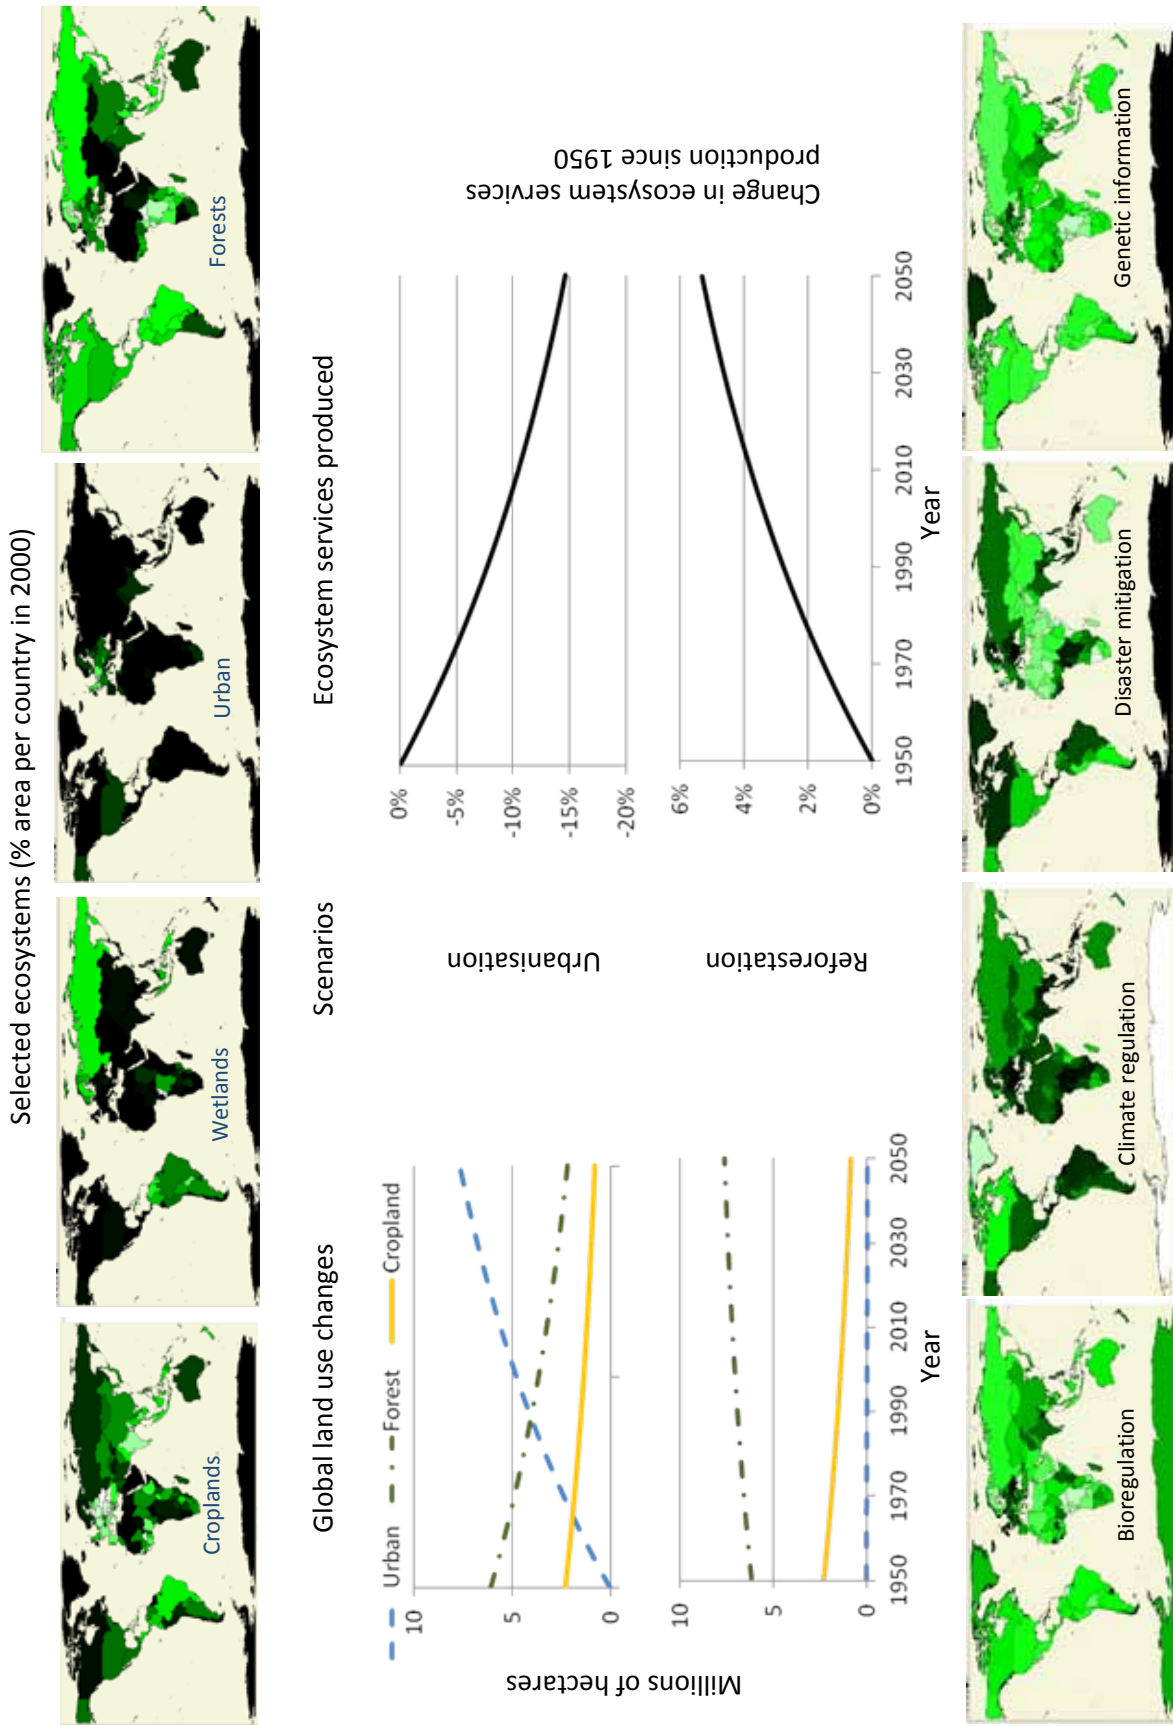 Selected ecosystems (% area per country in 2000)
Croplands
Wetlands
Urban
Forests
Global land use changes
Scenarios
Ecosystem services produced
Urban
Forest
Cropland
Millions of hectares
10
5
0
Urbanisation
0%
-5%
-10%
-15%
-20%
Change in ecosystem services
production since 1950
10
5
0
1950
1970
1990
2010
2030
2050
Year
Reforestation
6%
4%
2%
0%
1950
1970
1990
2010
2030
2050
Year
Bioregulation
Climate regulation
Disaster mitigation
Genetic information